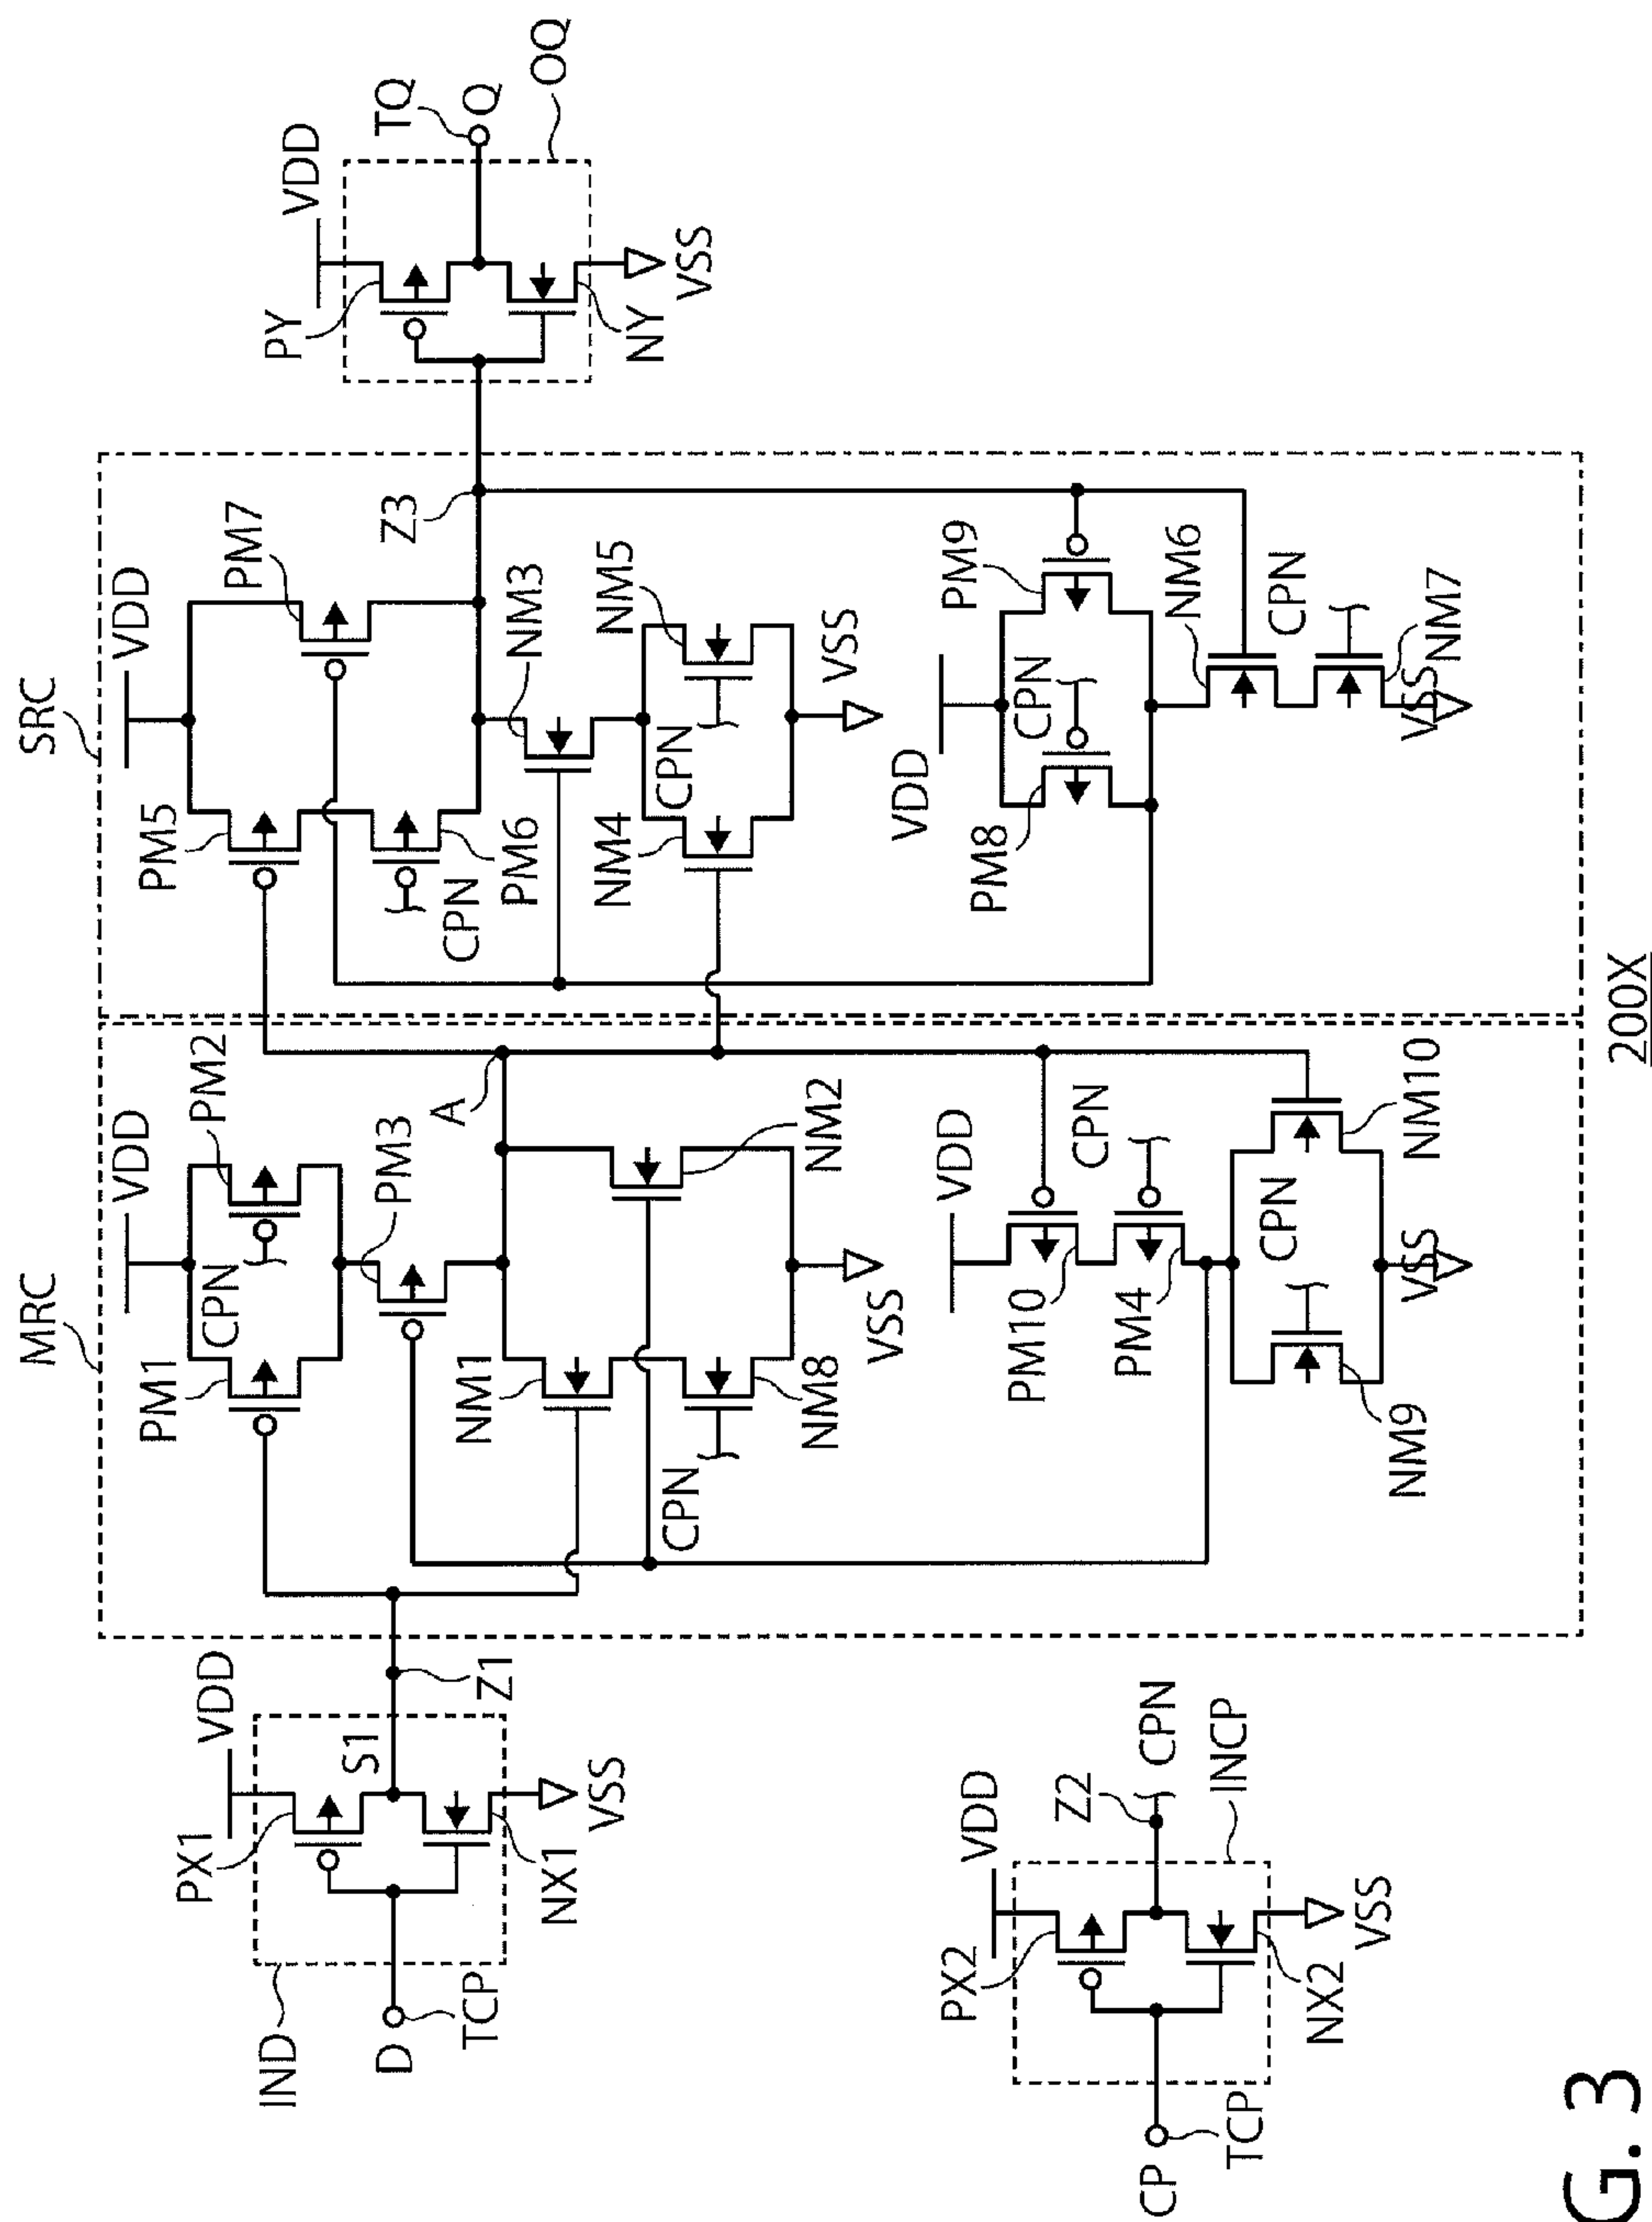 IND
D
TCP
PX1
VDD
S1
NX1
VSS
Z1
CP
TCP
PX2
VDD
NX2
VSS
Z2
CPN
INCP
MRC
PM1
VDD
PM2
CPN
PM3
A
NM1
NM2
CPN
NM8
VSS
VDD
PM10
CPN
PM4
CPN
NM9
VSS
NM10
SRC
PM5
VDD
PM7
CPN
PM6
Z3
NM3
NM4
CPN
NM5
VSS
VDD
PM8
CPN
PM9
NM6
CPN
VSS
NM7
PY
VDD
TQ
Q
NY
VSS
OQ
200X
G. 3